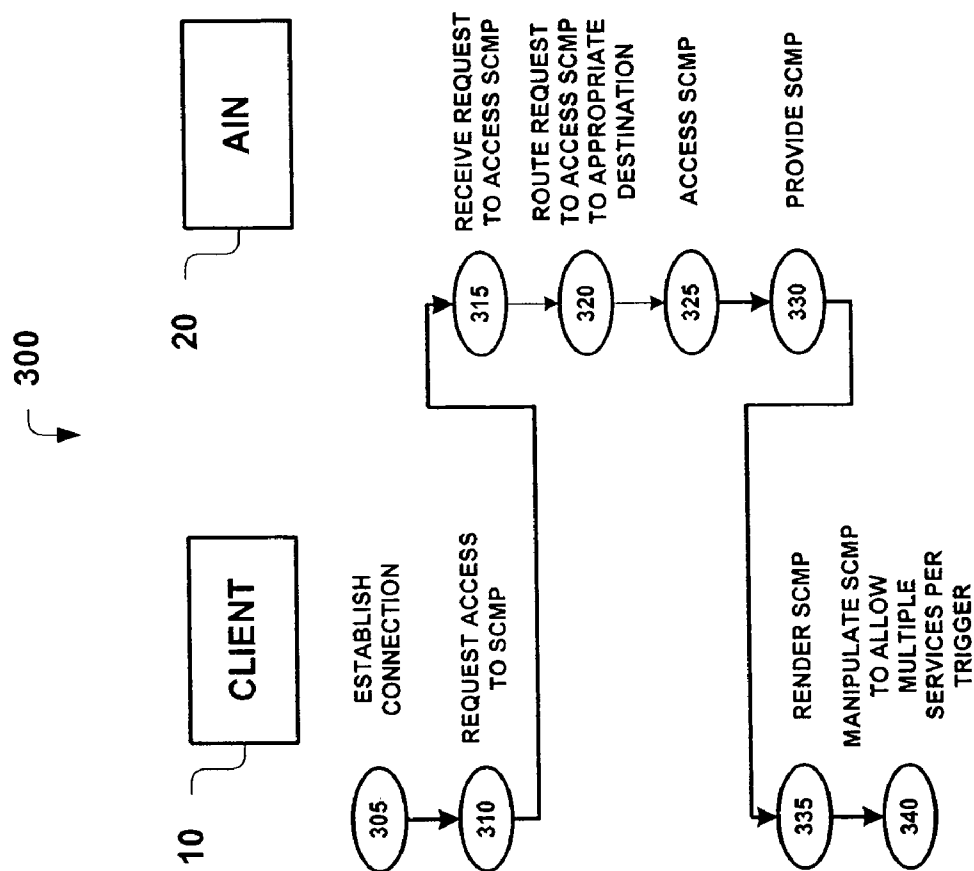 300
10
CLIENT
20
AIN
305
ESTABLISH
CONNECTION
310
REQUEST ACCESS
TO SCMP
315
RECEIVE REQUEST
TO ACCESS SCMP
320
ROUTE REQUEST
TO ACCESS SCMP
TO APPROPRIATE
DESTINATION
325
ACCESS SCMP
330
PROVIDE SCMP
335
RENDER SCMP
340
MANIPULATE SCMP
TO ALLOW
MULTIPLE
SERVICES PER
TRIGGER